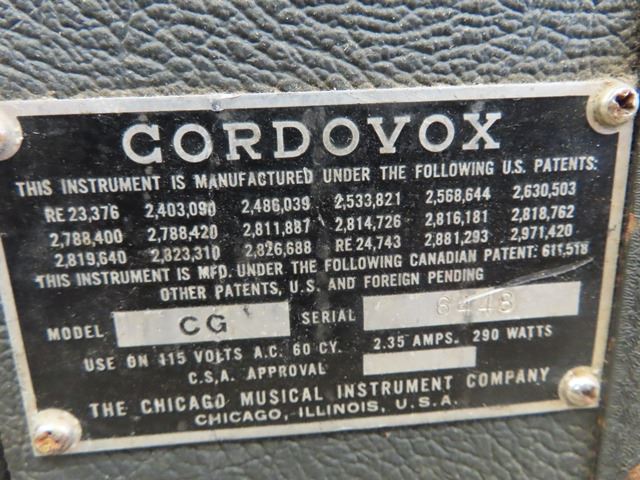 CORDOVOX
THIS INSTRUMENT IS MANUFACTURED UNDER THE FOLLOWING U.S. PATENTS:
RE 23,376 2,403,090 2,486,039 2,533,821 2,568,644 2,630,503
2,788,400 2,788,420 2,811,887 2,814,726 2,816,181 2,818,762
2,819,640 2,823,310 2,826,688 RE 24,743 2,881,293 2,971,420
THIS INSTRUMENT IS MFD. UNDER THE FOLLOWING CANADIAN PATENT: 611,518
OTHER PATENTS, U.S. AND FOREIGN PENDING
MODEL CG SERIAL 6448
USE ON 115 VOLTS A.C. 60 CY. 2.35 AMPS. 290 WATTS
C.S.A. APPROVAL
THE CHICAGO MUSICAL INSTRUMENT COMPANY
CHICAGO, ILLINOIS, U.S.A.